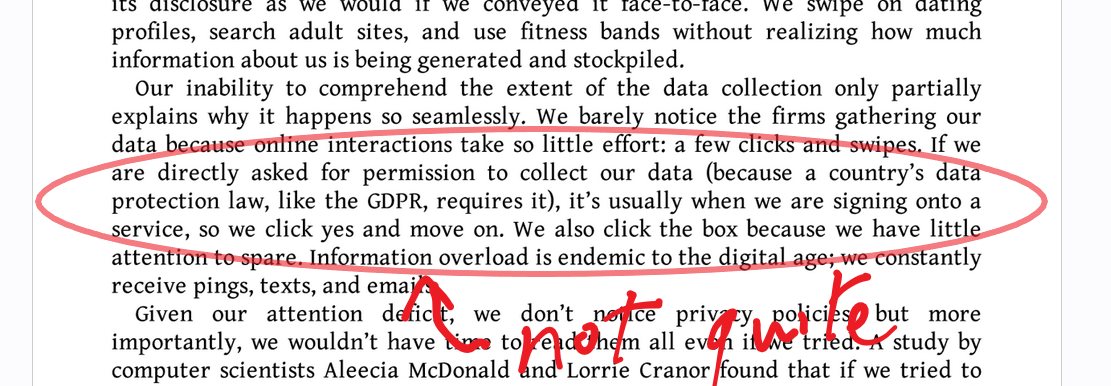 its disclosure as we would if we conveyed it face-to-face. We swipe on dating
profiles, search adult sites, and use fitness bands without realizing how much
information about us is being generated and stockpiled.
Our inability to comprehend the extent of the data collection only partially
explains why it happens so seamlessly. We barely notice the firms gathering our
data because online interactions take so little effort: a few clicks and swipes. If we
are directly asked for permission to collect our data (because a country’s data
protection law, like the GDPR, requires it), it’s usually when we are signing onto a
service, so we click yes and move on. We also click the box because we have little
attention to spare. Information overload is endemic to the digital age; we constantly
receive pings, texts, and emails.
Given our attention deficit, we don’t notice privacy policies, but more
importantly, we wouldn’t have time to read them all even if we tried. A study by
computer scientists Aleecia McDonald and Lorrie Cranor found that if we tried to
not quite